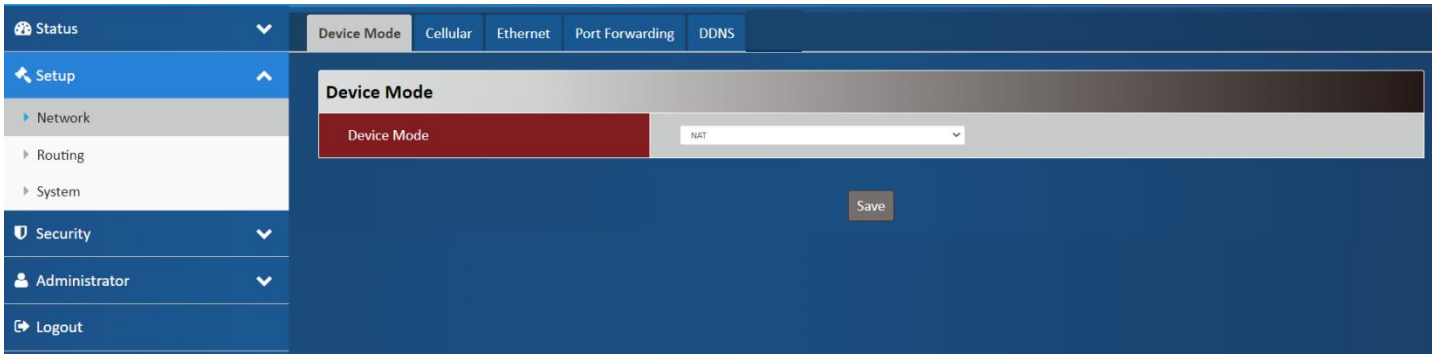 Status
Setup
Network
Routing
System
Security
Administrator
Logout
Device Mode Cellular Ethernet Port Forwarding DDNS
Device Mode
Device Mode NAT
Save